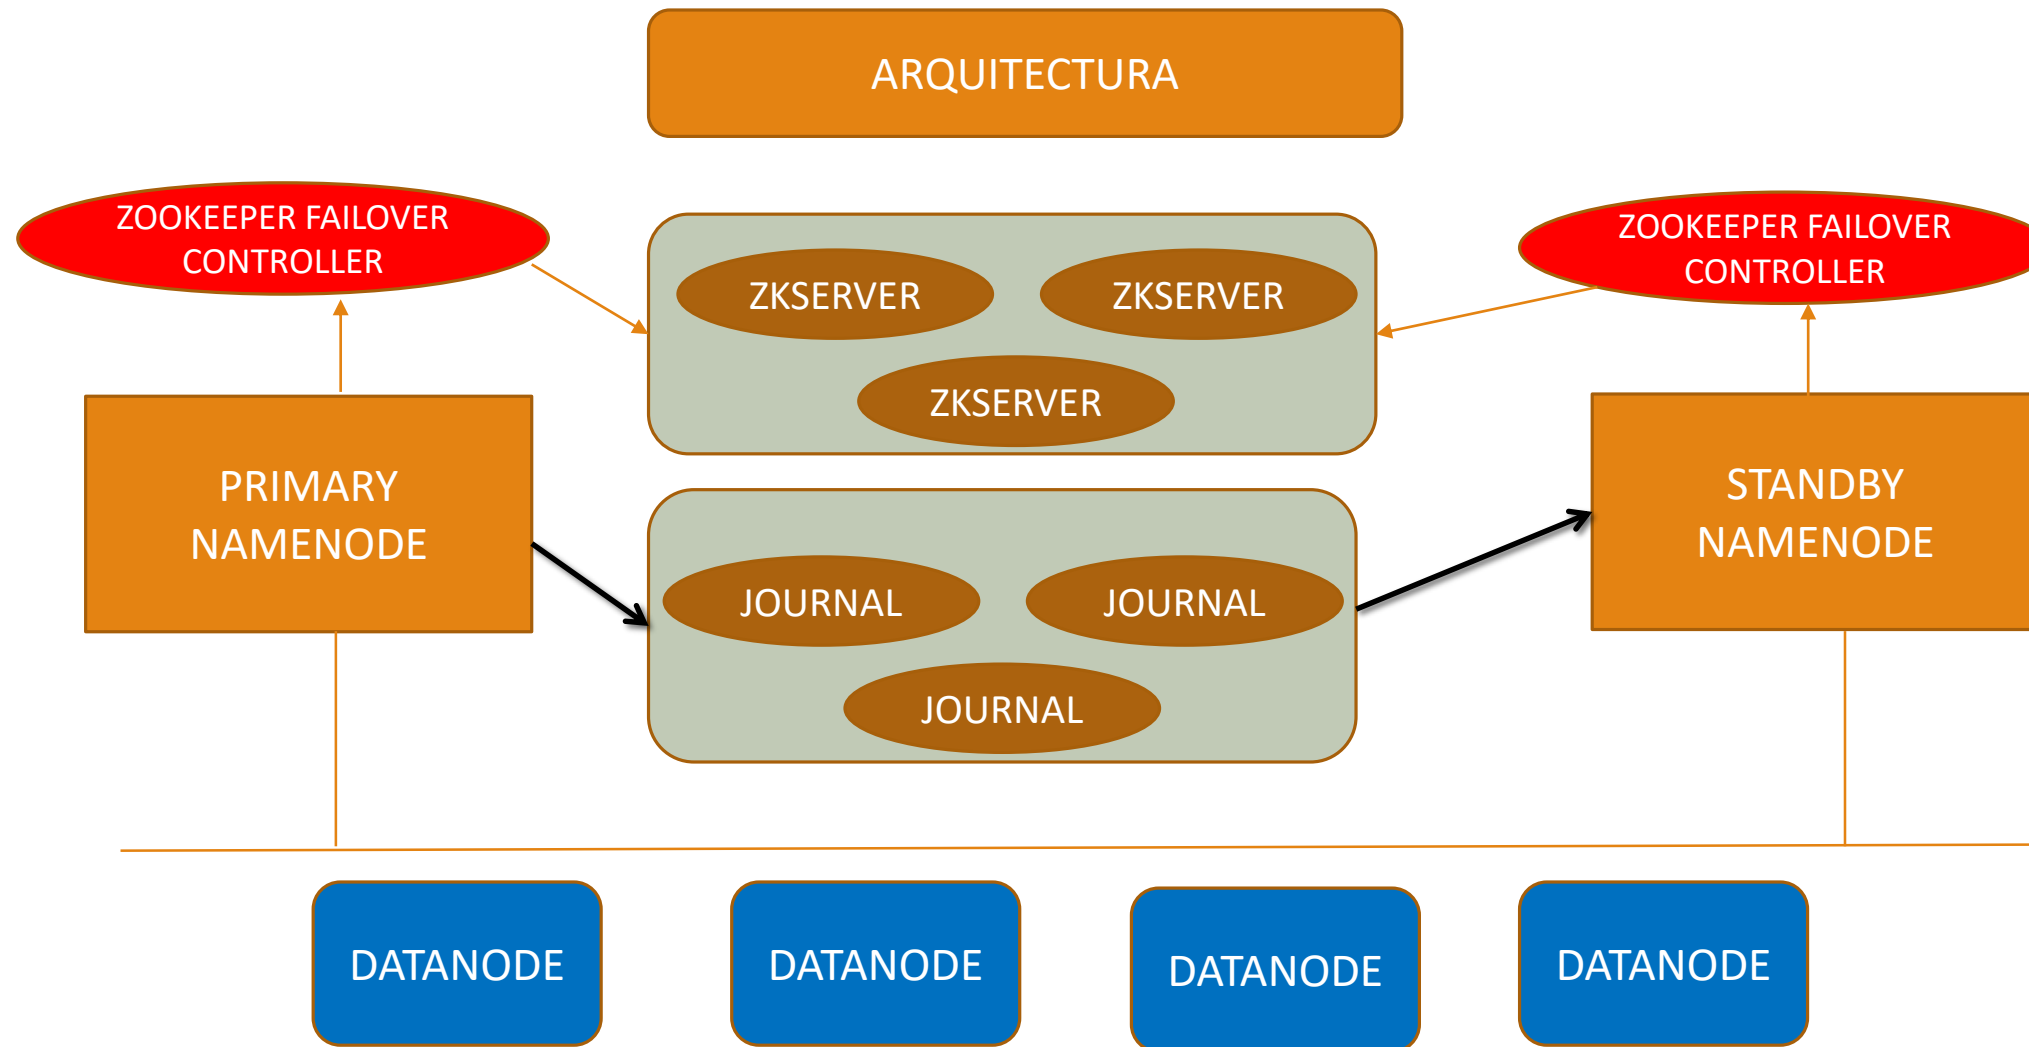 ARQUITECTURA
ZOOKEEPER FAILOVER
CONTROLLER
ZKSERVER
ZKSERVER
ZKSERVER
ZOOKEEPER FAILOVER
CONTROLLER
PRIMARY
NAMENODE
JOURNAL
JOURNAL
JOURNAL
STANDBY
NAMENODE
DATANODE
DATANODE
DATANODE
DATANODE